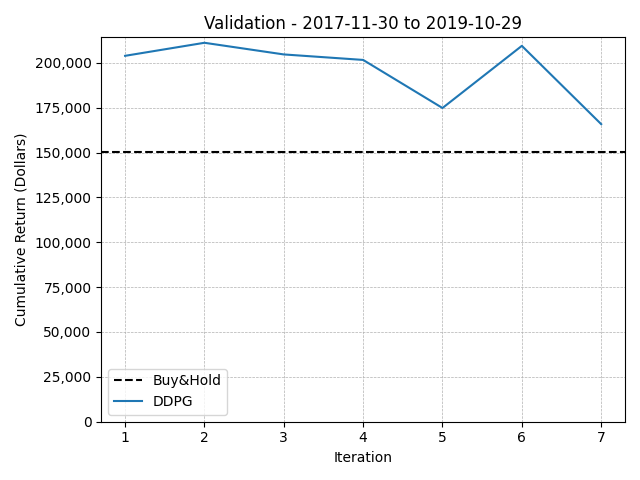 Validation - 2017-11-30 to 2019-10-29
Cumulative Return (Dollars)
200,000
175,000
150,000
125,000
100,000
75,000
50,000
25,000
0
Buy&Hold
DDPG
1 2 3 4 5 6 7
Iteration